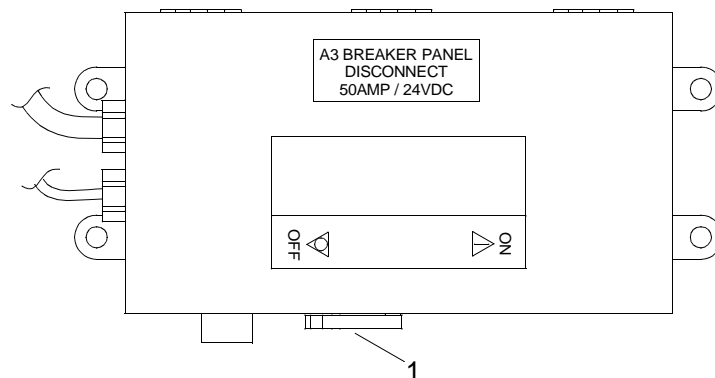 A3 BREAKER PANEL
DISCONNECT
50AMP / 24VDC
OFF
ON
1